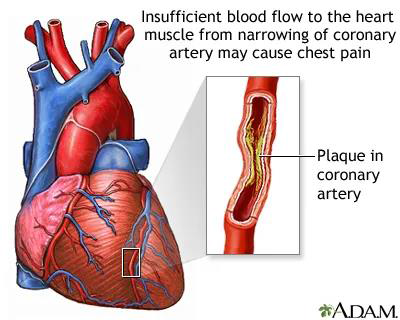 Insufficient blood flow to the heart
muscle from narrowing of coronary
artery may cause chest pain
Plaque in
coronary
artery
ADAM.